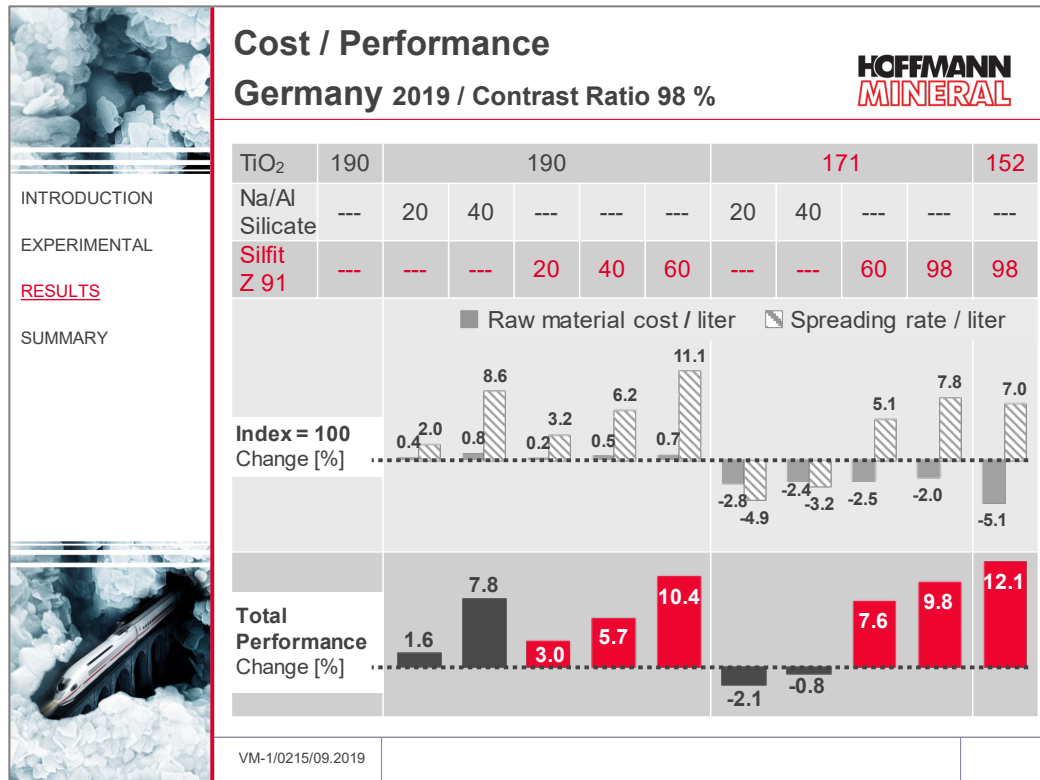 Cost / Performance
Germany 2019 / Contrast Ratio 98 %
HOFFMANN
MINERAL
INTRODUCTION
EXPERIMENTAL
RESULTS
SUMMARY
TiO₂ 190 190 171 152
Na/Al
Silicate --- 20 40 --- --- --- 20 40 --- --- ---
Silfit
Z 91 --- --- --- 20 40 60 --- --- 60 98 98
Raw material cost / liter Spreading rate / liter
Index = 100
Change [%]
0.4 2.0 0.8 8.6 0.2 3.2 0.5 6.2 0.7 11.1 -2.8 -4.9 -2.4 -3.2 -2.5 5.1 -2.0 7.8 -5.1 7.0
Total
Performance
Change [%]
1.6 7.8 3.0 5.7 10.4 -2.1 -0.8 7.6 9.8 12.1
VM-1/0215/09.2019